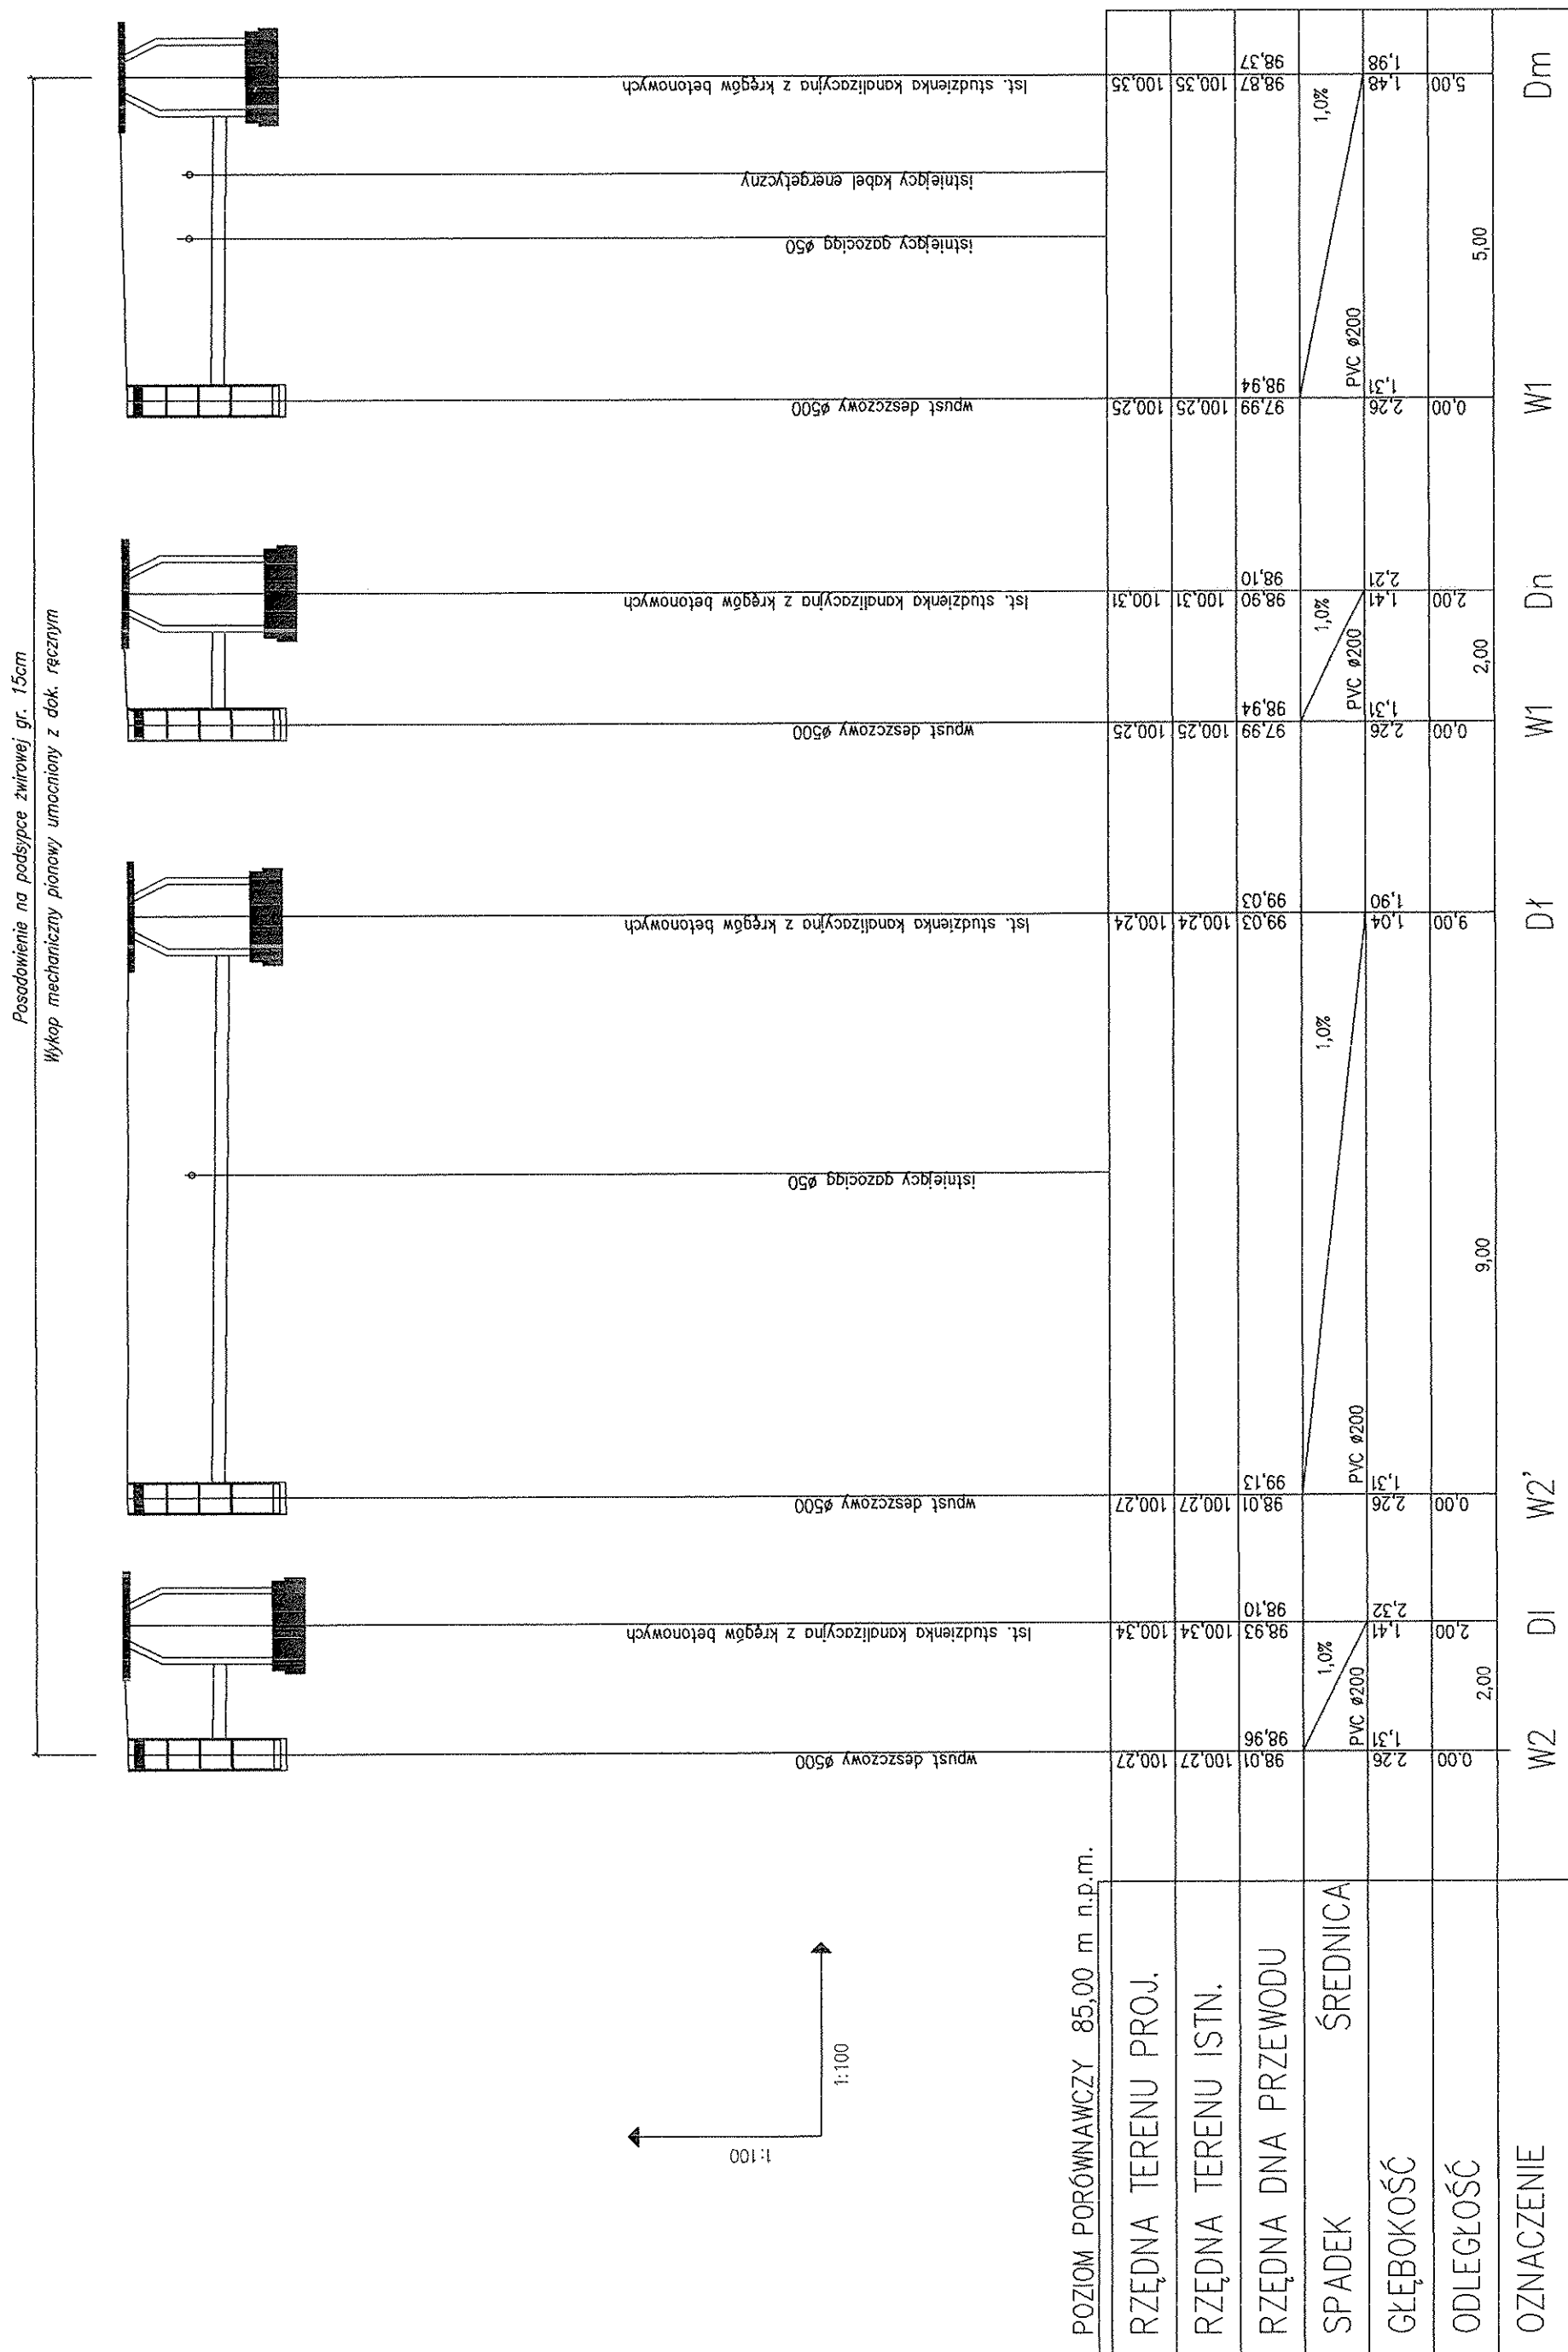 Posadowienie na podsypce żwirowej gr. 15cm
Wykop mechaniczny pionowy umocniony z dok. ręcznym
wpust deszczowy ø500
Ist. studzienka kanalizacyjna z kręgów betonowych
wpust deszczowy ø500
istniejący gazociąg ø50
Ist. studzienka kanalizacyjna z kręgów betonowych
wpust deszczowy ø500
Ist. studzienka kanalizacyjna z kręgów betonowych
wpust deszczowy ø500
istniejący gazociąg ø50
istniejący kabel energetyczny
Ist. studzienka kanalizacyjna z kręgów betonowych
1:100
1:100
POZIOM PORÓWNAWCZY 85,00 m n.p.m.
RZĘDNA TERENU PROJ. 100,27 100,34 100,27 100,24 100,25 100,31 100,25 100,35
RZĘDNA TERENU ISTN. 100,27 100,34 100,27 100,24 100,25 100,31 100,25 100,35
RZĘDNA DNA PRZEWODU 98,01 98,96 98,93 98,10 98,01 99,13 99,03 99,03 97,99 98,94 98,90 98,10 97,99 98,94 98,87 98,37
SPADEK ŚREDNICA PVC ø200 1,0% PVC ø200 1,0% PVC ø200 1,0% PVC ø200 1,0%
GŁĘBOKOŚĆ 2,26 1,31 1,41 2,32 2,26 1,31 1,04 1,90 2,26 1,31 1,41 2,21 2,26 1,31 1,48 1,98
ODLEGŁOŚĆ 0.00 2,00 2,00 0,00 9,00 9,00 0,00 2,00 2,00 0,00 5,00 5,00
OZNACZENIE W2 Dl W2' Dł W1 Dn W1 Dm